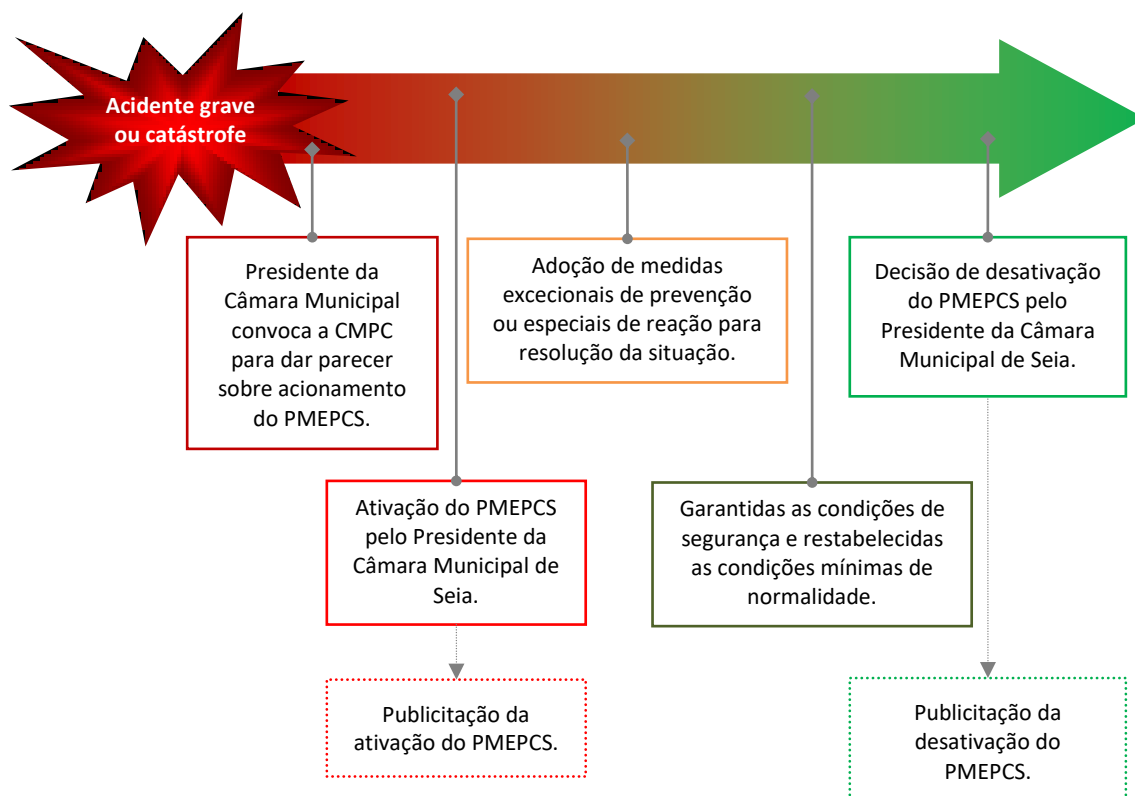 Acidente grave
ou catástrofe
Presidente da
Câmara Municipal
convoca a CMPC
para dar parecer
sobre acionamento
do PMEPCS.
Ativação do PMEPCS
pelo Presidente da
Câmara Municipal de
Seia.
Publicitação da
ativação do PMEPCS.
Adoção de medidas
excecionais de prevenção
ou especiais de reação para
resolução da situação.
Garantidas as condições de
segurança e restabelecidas
as condições mínimas de
normalidade.
Decisão de desativação
do PMEPCS pelo
Presidente da Câmara
Municipal de Seia.
Publicitação da
desativação do
PMEPCS.